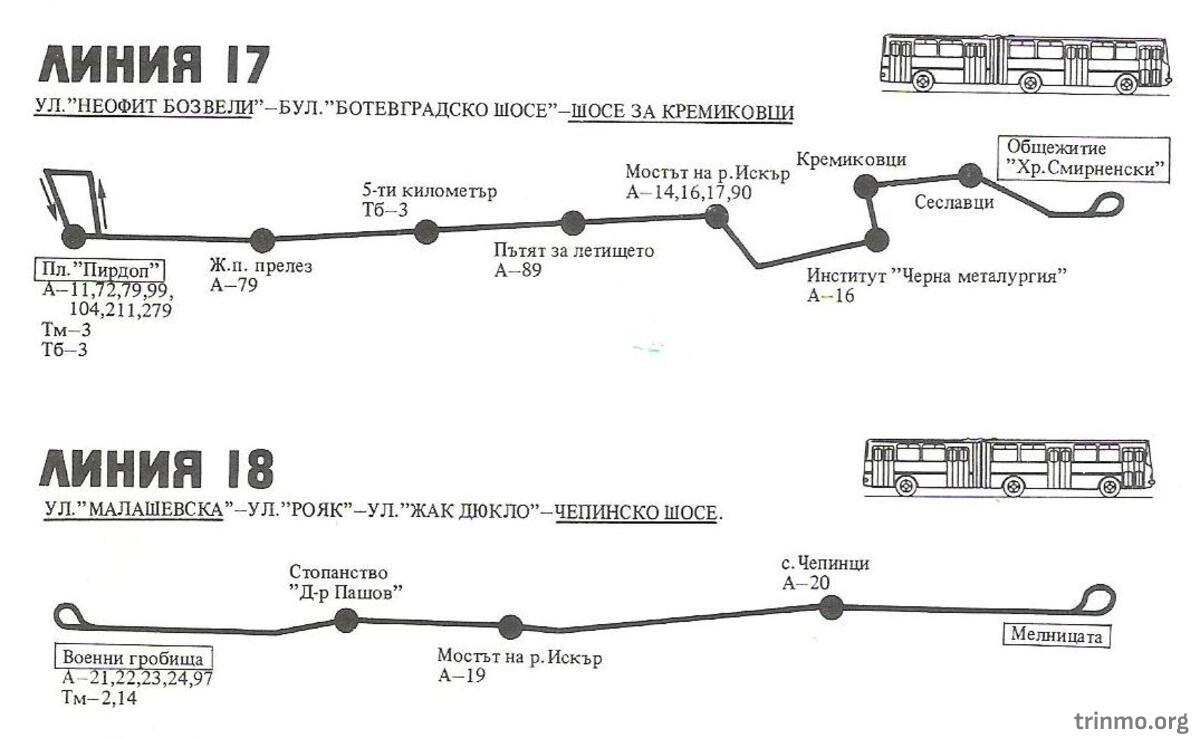 ЛИНИЯ 17
УЛ."НЕОФИТ БОЗВЕЛИ"–БУЛ."БОТЕВГРАДСКО ШОСЕ"–ШОСЕ ЗА КРЕМИКОВЦИ
Общежитие
"Хр.Смирненски"
Кремиковци
Мостът на р.Искър
А–14,16,17,90
5-ти километър
Тб–3
Сеславци
Пътят за летището
А–89
Ж.п. прелез
А–79
Пл."Пирдоп"
А–11,72,79,99,
104,211,279
Тм–3
Тб–3
Институт "Черна металургия"
А–16
ЛИНИЯ 18
УЛ."МАЛАШЕВСКА"–УЛ."РОЯК"–УЛ."ЖАК ДЮКЛО"–ЧЕПИНСКО ШОСЕ.
Стопанство
"Д-р Пашов"
с.Чепинци
А–20
Военни гробища
А–21,22,23,24,97
Тм–2,14
Мостът на р.Искър
А–19
Мелницата
trinmo.org